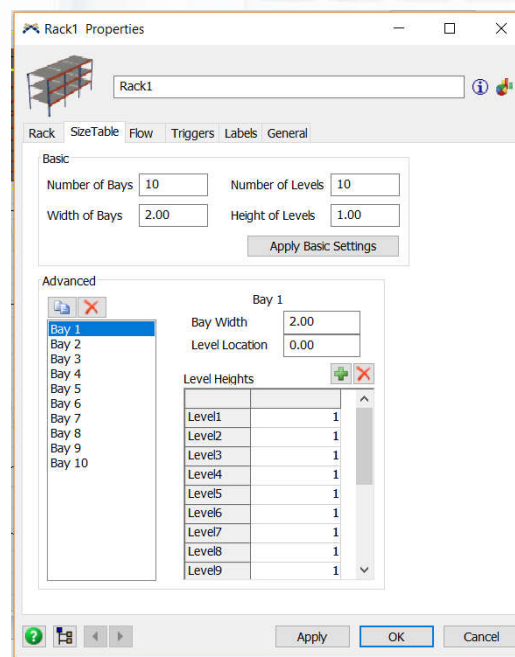 Rack1 Properties
Rack1
Rack SizeTable Flow Triggers Labels General
Basic
Number of Bays 10 Number of Levels 10
Width of Bays 2.00 Height of Levels 1.00
Apply Basic Settings
Advanced
Bay 1
Bay Width 2.00
Level Location 0.00
Level Heights
Bay 1
Bay 2
Bay 3
Bay 4
Bay 5
Bay 6
Bay 7
Bay 8
Bay 9
Bay 10
Level1 1
Level2 1
Level3 1
Level4 1
Level5 1
Level6 1
Level7 1
Level8 1
Level9 1
Apply OK Cancel